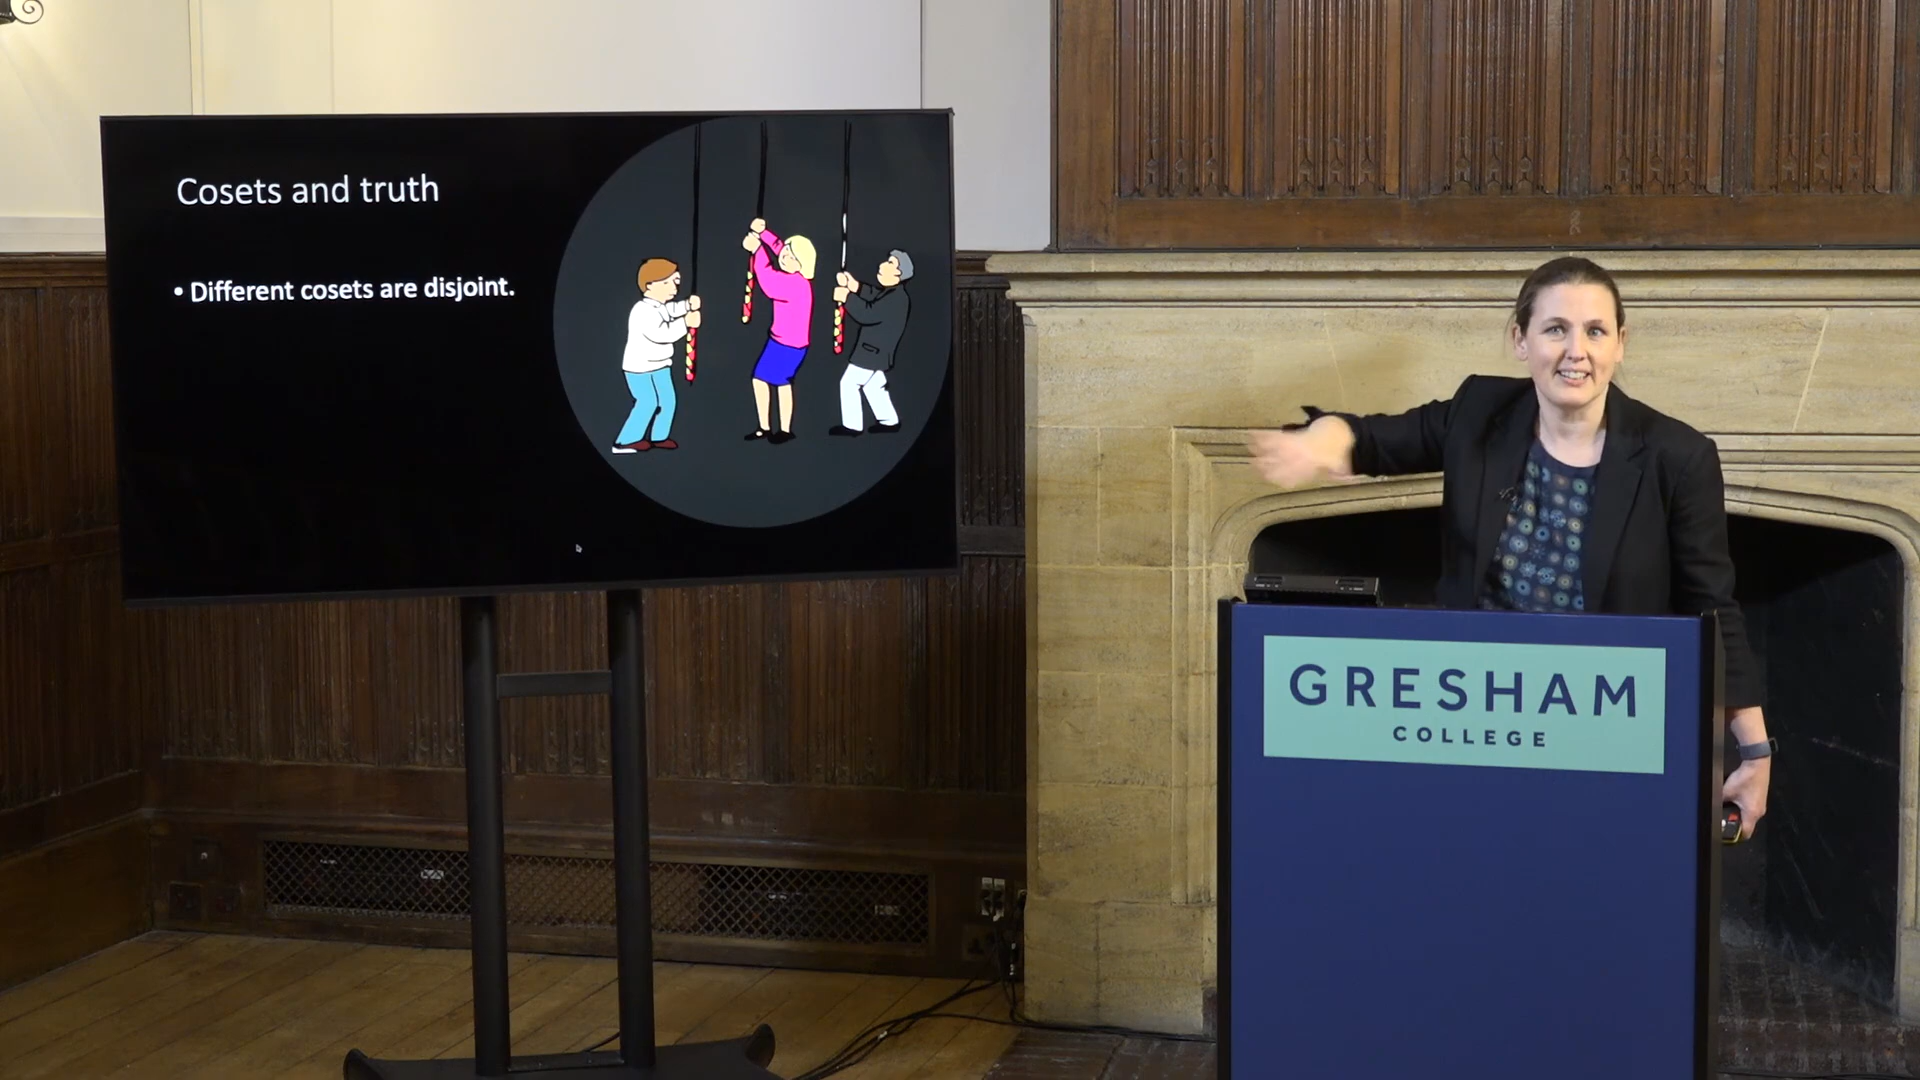 Cosets and truth
• Different cosets are disjoint.
GRESHAM
COLLEGE